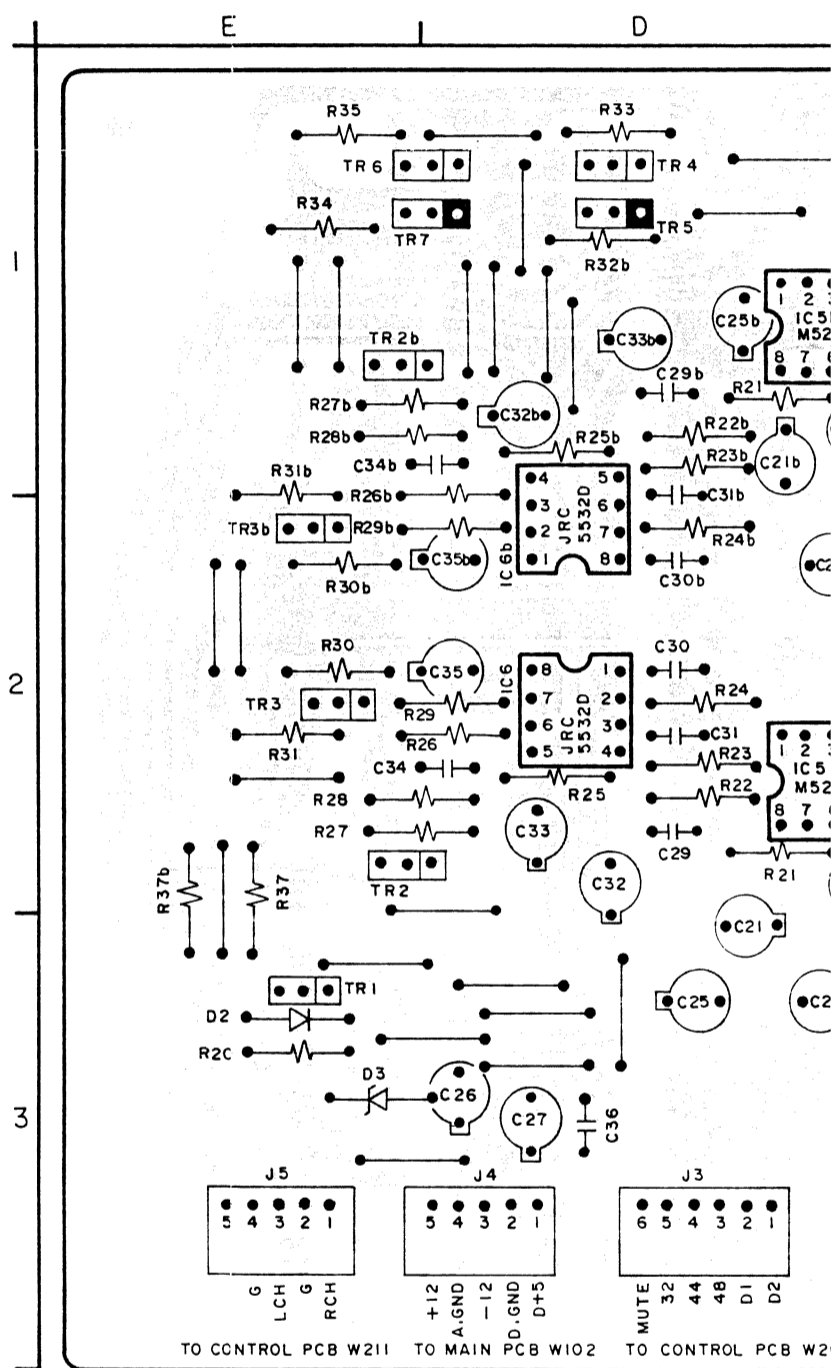 E D
R35 R33
TR6 TR4
R34
TR7 TR5
R32b
1
C25b 1 2 3
C33b
TR2b
8 7
C29b
R21
R27b C32b
R22b
R28b R25b
R23b
C34b C21b
R31b R26b 4 5 C31b
3 6
TR3b R29b JRC 5532D
2 7 R24b
C35b IC6b 1 8
R30b C30b
R30 C30
2
C35 IC6 8 1
TR3 7 2 R24
R29
JRC 5532D
6 3 C31
R31 R26 1 2 3
5 4 R23
C34
R28 R25 R22
8 7
R27 C33
C29
TR2 C32 R21
R37b R37
C21
TR1
C25
D2
D3
C26
C27 C36
3
J5 J4 J3
5 4 3 2 1 5 4 3 2 1 6 5 4 3 2 1
G LCH G RCH +12 A.GND -12 D.GND D+5 MUTE 32 44 48 D1 D2
TO CONTROL PCB W211 TO MAIN PCB W102 TO CONTROL PCB